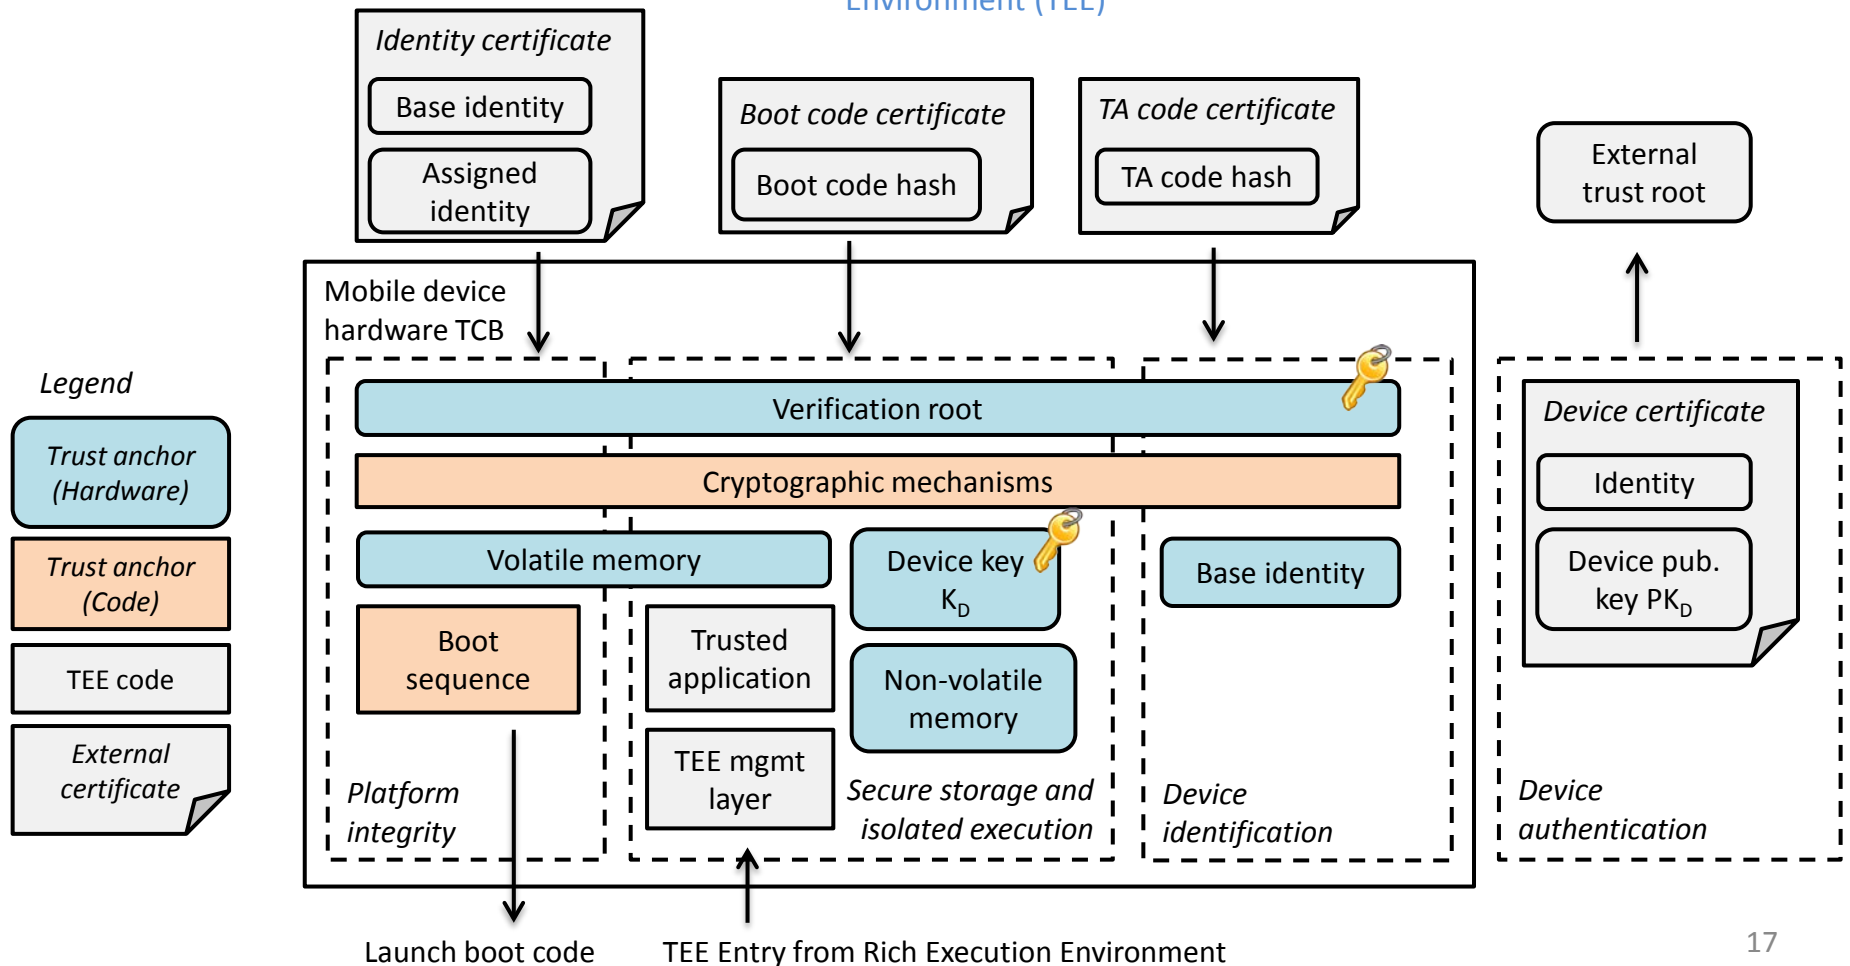 Environment (TEE)
Identity certificate
Base identity
Assigned
identity
Boot code certificate
Boot code hash
TA code certificate
TA code hash
External
trust root
Mobile device
hardware TCB
Legend
Trust anchor
(Hardware)
Trust anchor
(Code)
TEE code
External
certificate
Verification root
Cryptographic mechanisms
Volatile memory
Device key
K_D
Base identity
Boot
sequence
Trusted
application
Non-volatile
memory
TEE mgmt
layer
Platform
integrity
Secure storage and
isolated execution
Device
identification
Device certificate
Identity
Device pub.
key PK_D
Device
authentication
Launch boot code
TEE Entry from Rich Execution Environment
17